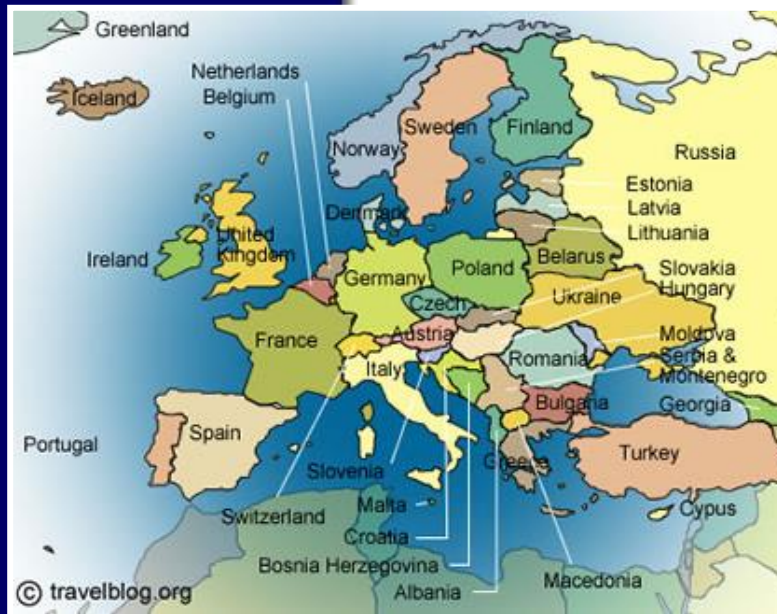 Greenland
Netherlands
Iceland
Belgium
Norway
Sweden
Finland
Russia
Estonia
Latvia
Lithuania
Denmark
United
Kingdom
Ireland
Germany
Poland
Belarus
Slovakia
Hungary
Czech
Ukraine
France
Austria
Moldova
Italy
Romania
Serbia &
Montenegro
Bulgaria
Georgia
Portugal
Spain
Slovenia
Greece
Turkey
Switzerland
Malta
Cypus
Croatia
Bosnia Herzegovina
Albania
Macedonia
© travelblog.org